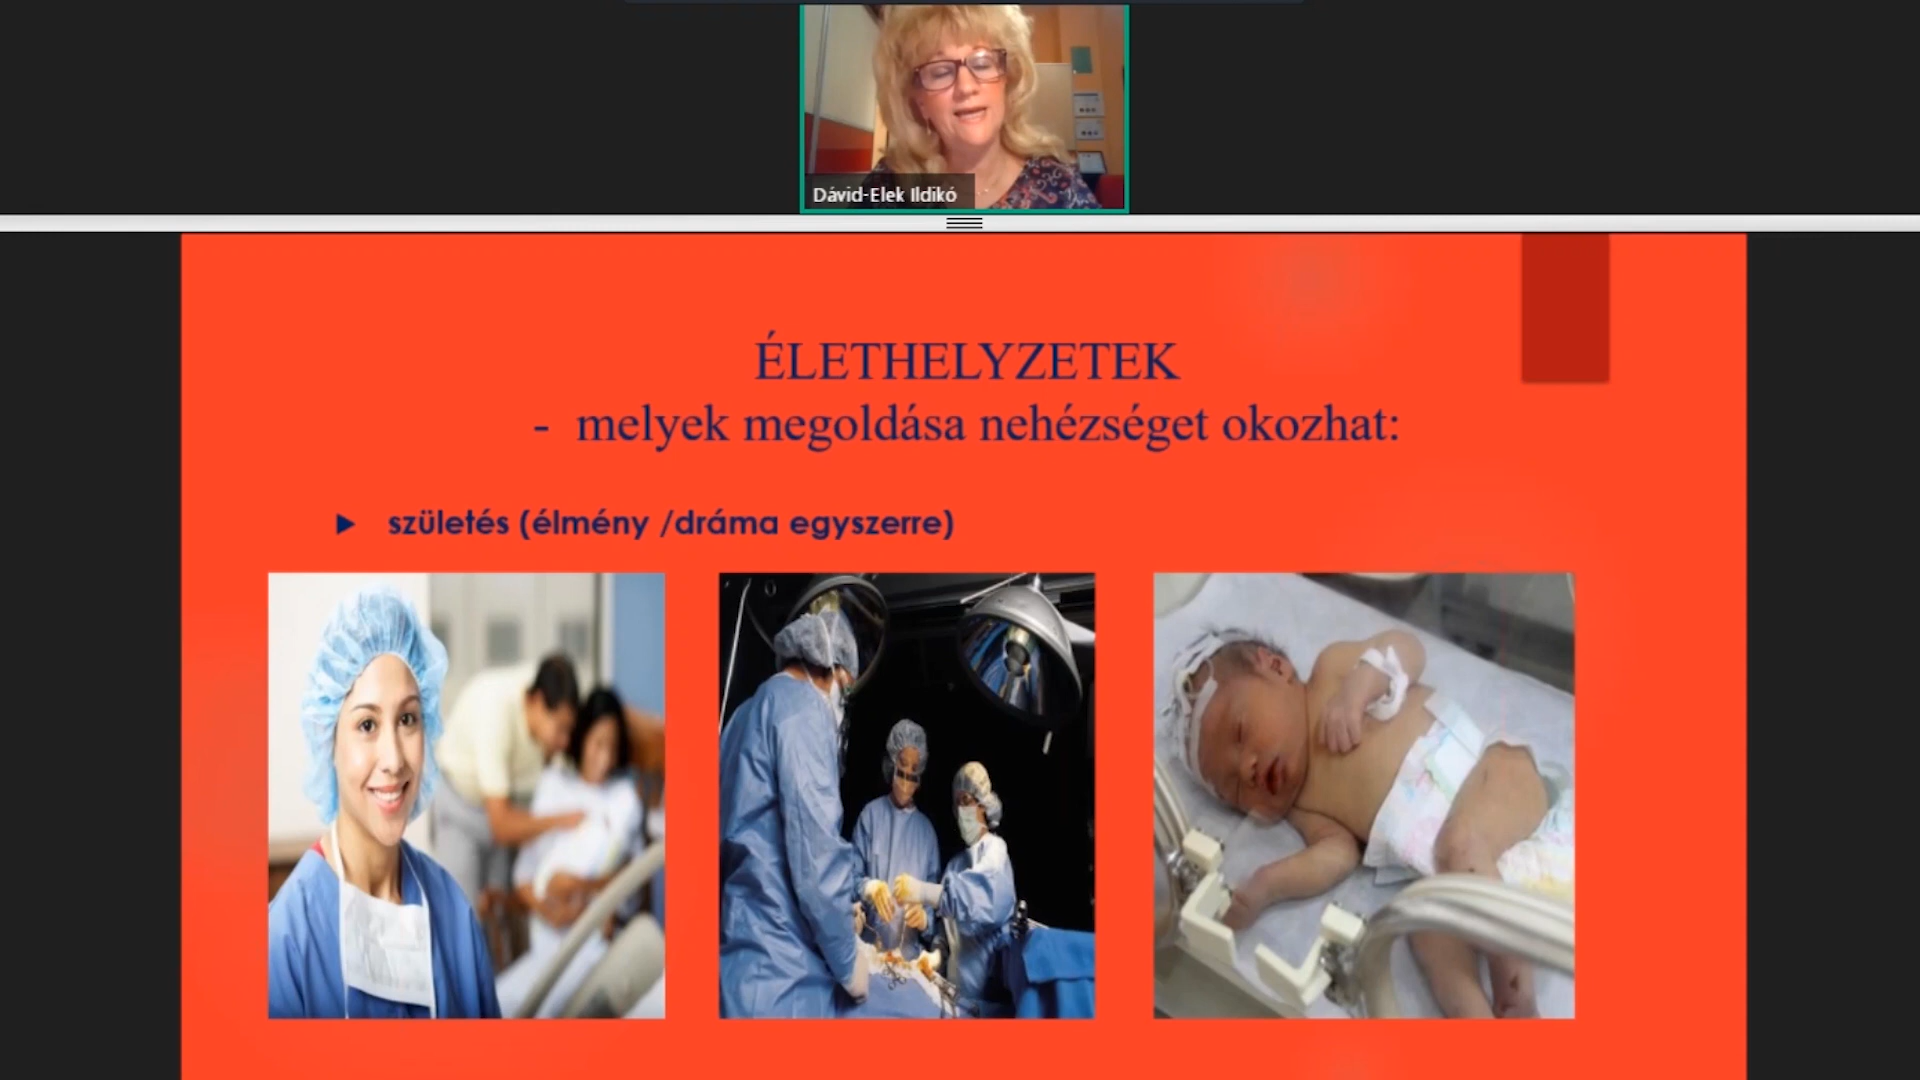 Dávid-Elek Ildikó
ÉLETHELYZETEK
- melyek megoldása nehézséget okozhat:
születés (élmény /dráma egyszerre)